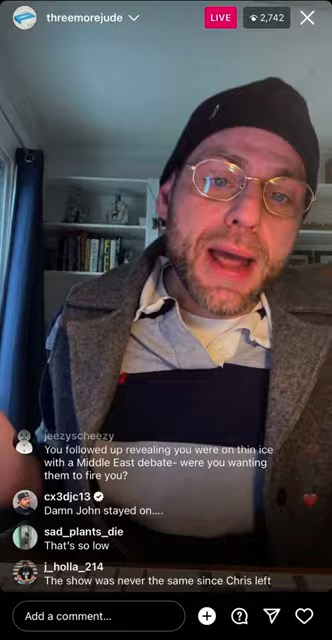 threemorejude
LIVE
2,742
jeezyscheezy
You followed up revealing you were on thin ice
with a Middle East debate- were you wanting
them to fire you?
cx3djc13
Damn John stayed on....
sad_plants_die
That's so low
j_holla_214
The show was never the same since Chris left
Add a comment...